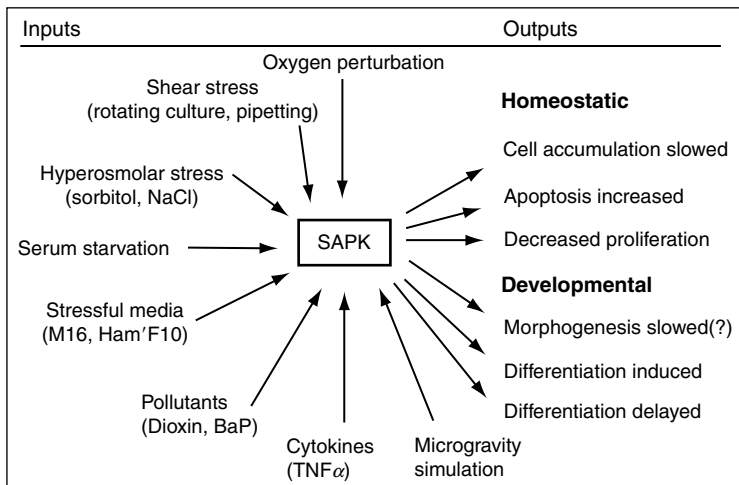 Inputs
Outputs
Oxygen perturbation
Shear stress
(rotating culture, pipetting)
Hyperosmolar stress
(sorbitol, NaCl)
Serum starvation
Stressful media
(M16, Ham′F10)
Pollutants
(Dioxin, BaP)
Cytokines
(TNFα)
Microgravity
simulation
SAPK
Homeostatic
Cell accumulation slowed
Apoptosis increased
Decreased proliferation
Developmental
Morphogenesis slowed(?)
Differentiation induced
Differentiation delayed